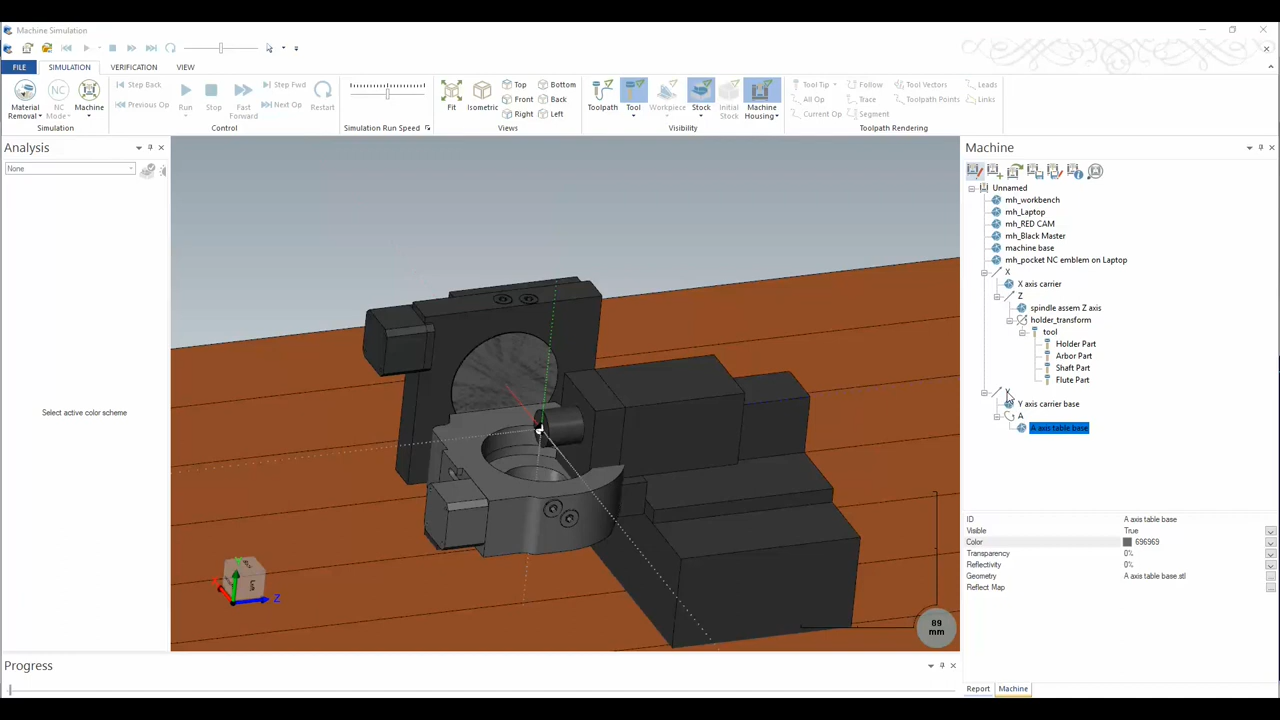 Machine Simulation
FILE SIMULATION VERIFICATION VIEW
Material Removal
NC Mode
Machine
Simulation
Step Back
Previous Op
Run
Stop
Fast Forward
Step Fwd
Next Op
Restart
Control
Simulation Run Speed
Fit
Isometric
Top
Front
Right
Bottom
Back
Left
Views
Toolpath
Tool
Workpiece
Stock
Initial Stock
Machine Housing
Visibility
Tool Tip
All Op
Current Op
Follow
Trace
Segment
Tool Vectors
Toolpath Points
Leads
Links
Toolpath Rendering
Analysis
None
Select active color scheme
Left
Z
89
mm
Machine
Unnamed
mh_workbench
mh_Laptop
mh_RED CAM
mh_Black Master
machine base
mh_pocket NC emblem on Laptop
X
X axis carrier
Z
spindle assem Z axis
holder_transform
tool
Holder Part
Arbor Part
Shaft Part
Flute Part
Y axis carrier base
A
A axis table base
ID A axis table base
Visible True
Color 696969
Transparency 0%
Reflectivity 0%
Geometry A axis table base.stl
Reflect Map
Report Machine
Progress